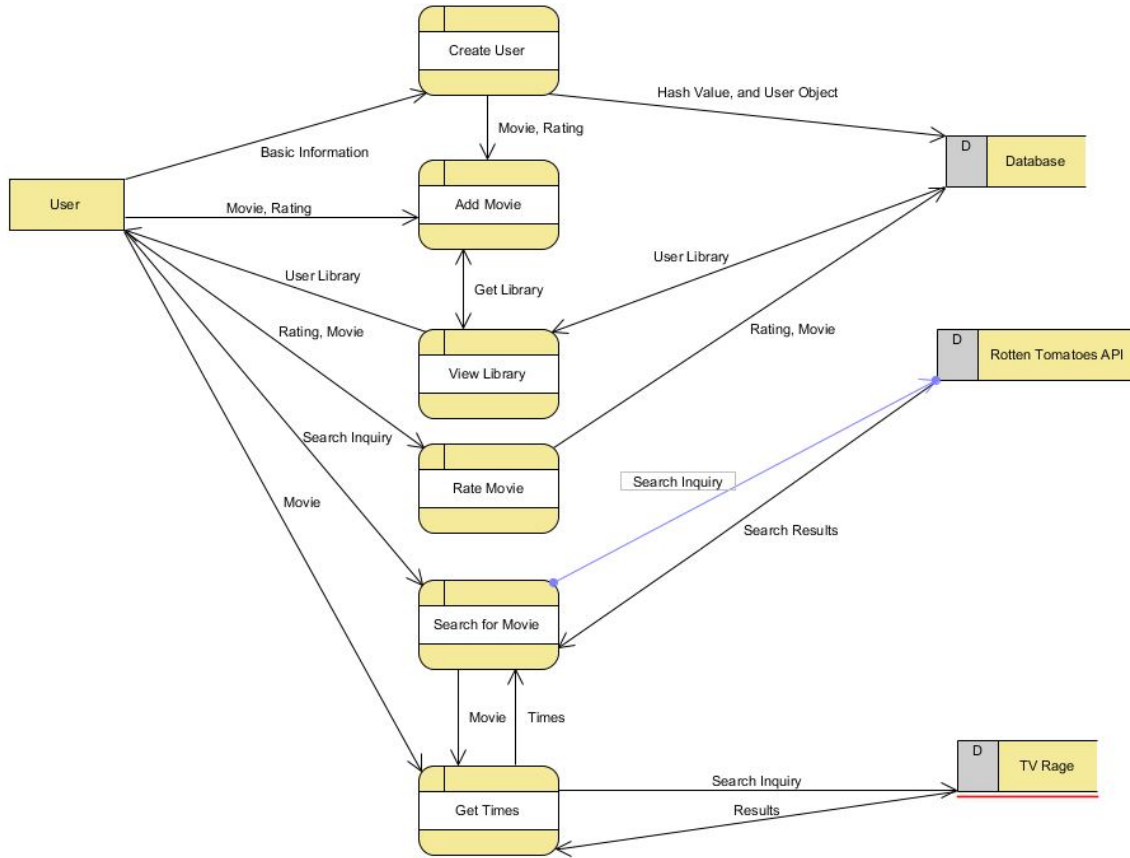 Create User
Hash Value, and User Object
Movie, Rating
Basic Information
D
Database
Add Movie
User
Movie, Rating
User Library
User Library
Get Library
Rating, Movie
Rating, Movie
D
Rotten Tomatoes API
View Library
Search Inquiry
Rate Movie
Search Inquiry
Movie
Search Results
Search for Movie
Movie
Times
D
TV Rage
Search Inquiry
Get Times
Results